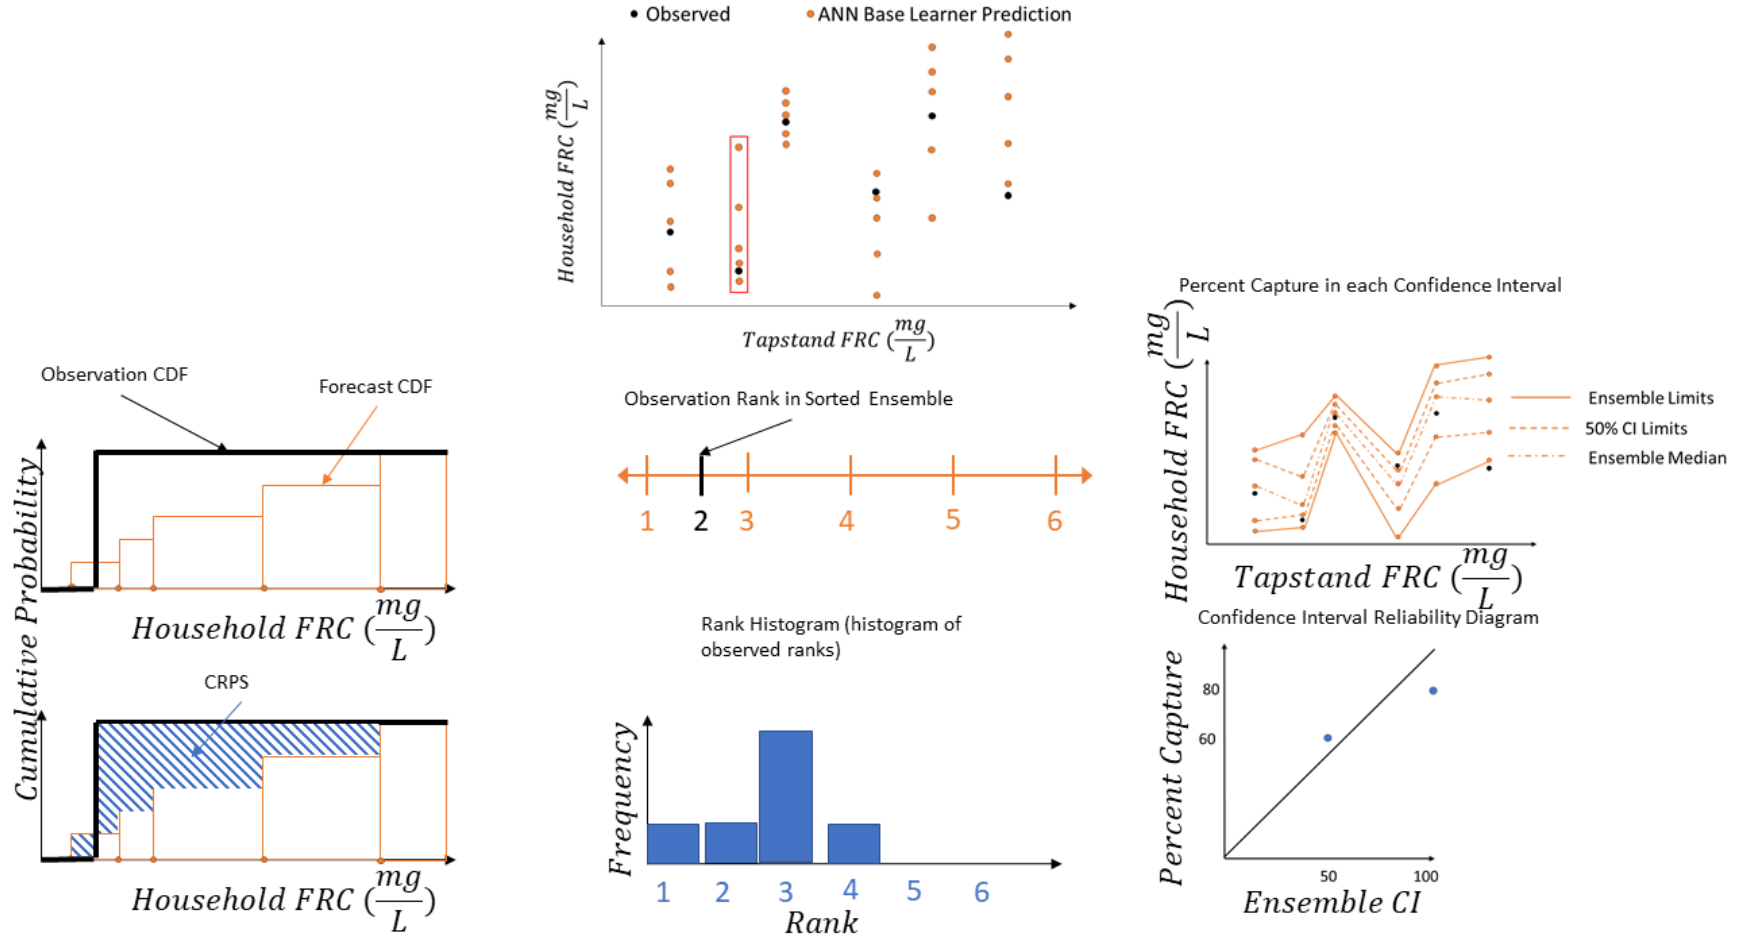 Observed
ANN Base Learner Prediction
Household FRC (mg/L)
Tapstand FRC (mg/L)
Observation CDF
Forecast CDF
Cumulative Probability
Household FRC (mg/L)
CRPS
Household FRC (mg/L)
Observation Rank in Sorted Ensemble
1 2 3 4 5 6
Rank Histogram (histogram of
observed ranks)
Frequency
1 2 3 4 5 6
Rank
Percent Capture in each Confidence Interval
Household FRC (mg/L)
Ensemble Limits
50% CI Limits
Ensemble Median
Tapstand FRC (mg/L)
Confidence Interval Reliability Diagram
Percent Capture
80
60
50 100
Ensemble CI